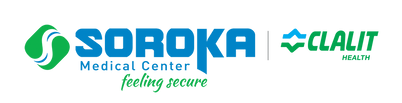 SOROKA
Medical Center
feeling secure
CLALIT
HEALTH